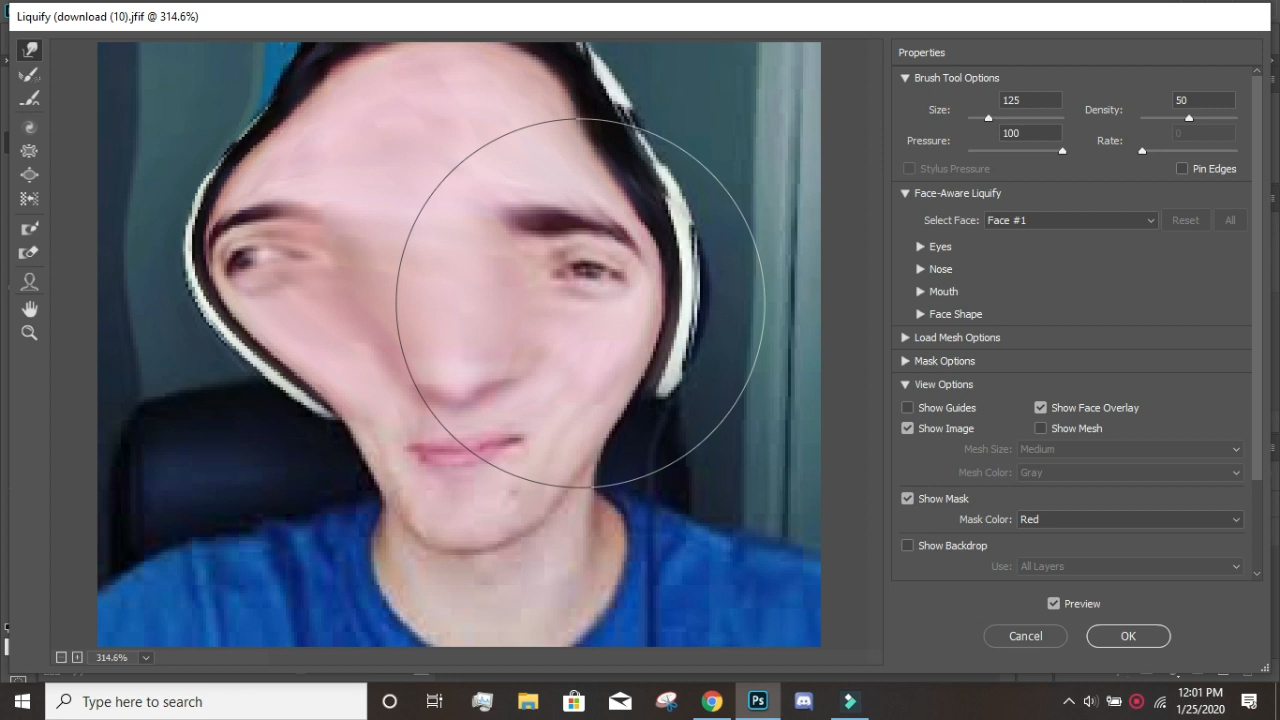 Liquify (download (10).jfif @ 314.6%)
Properties
Brush Tool Options
Size: 125 Density: 50
Pressure: 100 Rate: 0
Stylus Pressure Pin Edges
Face-Aware Liquify
Select Face: Face #1 Reset All
Eyes
Nose
Mouth
Face Shape
Load Mesh Options
Mask Options
View Options
Show Guides Show Face Overlay
Show Image Show Mesh
Mesh Size: Medium
Mesh Color: Gray
Show Mask
Mask Color: Red
Show Backdrop
Use: All Layers
Preview
Cancel OK
314.6%
Type here to search
Ps
12:01 PM
1/25/2020